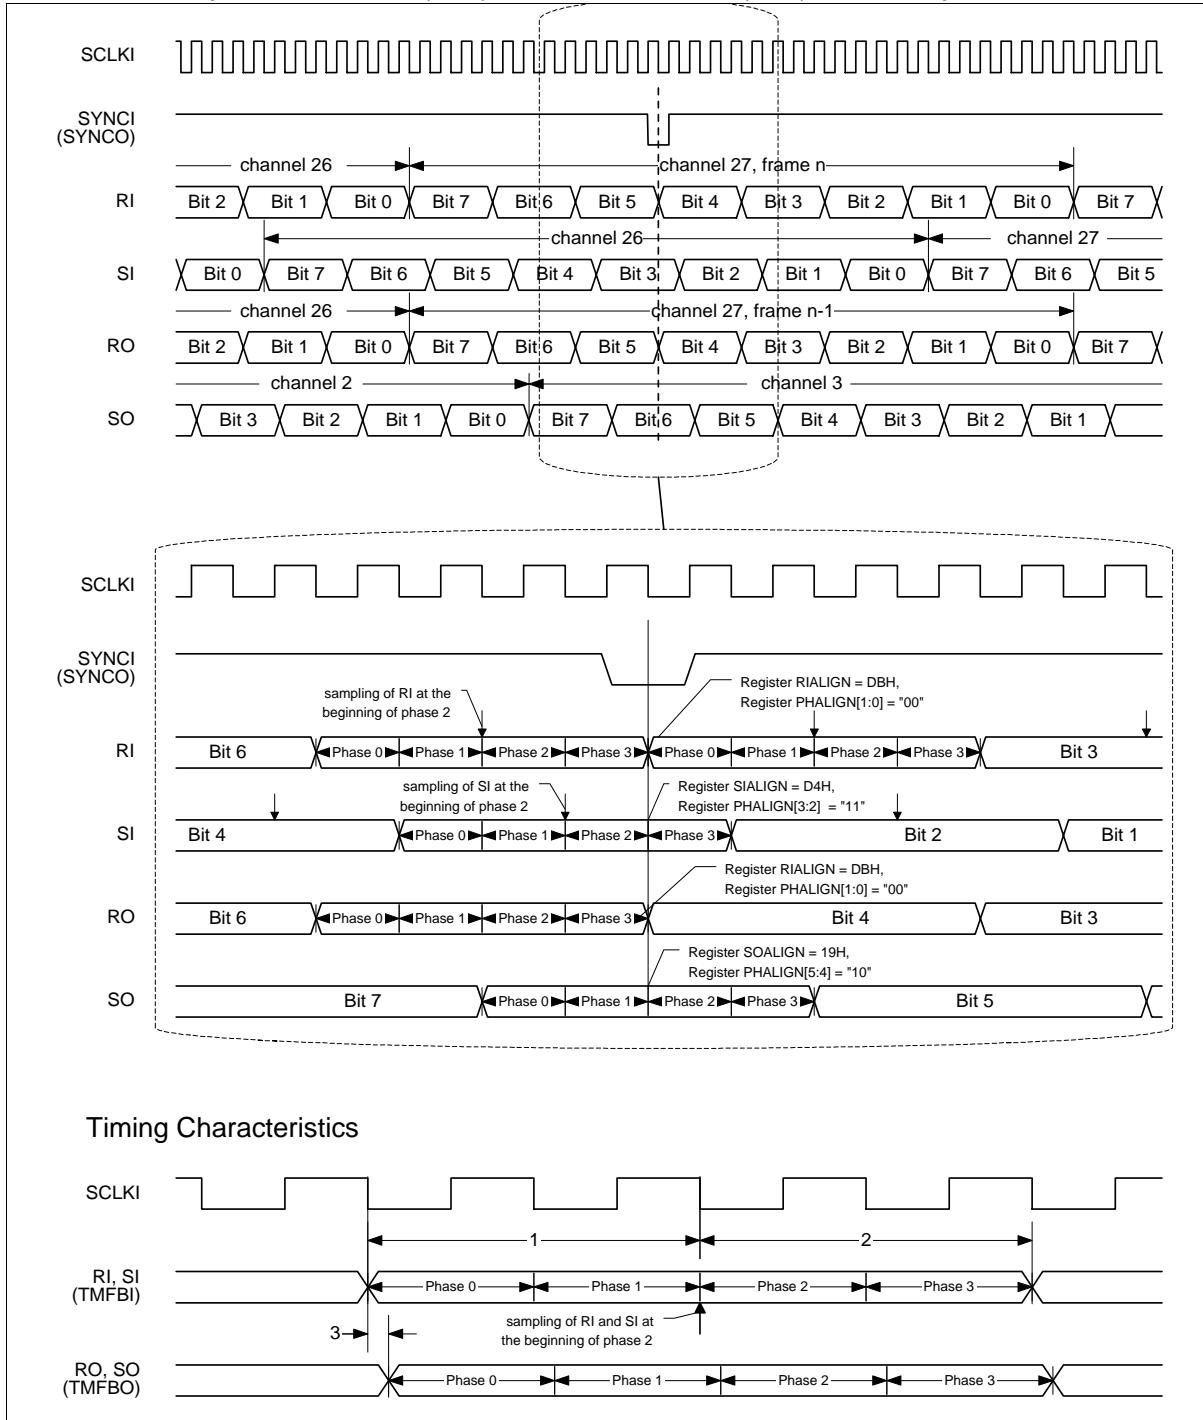 SCLKI
SYNCI
(SYNCO)
channel 26 channel 27, frame n
RI Bit 2 Bit 1 Bit 0 Bit 7 Bit 6 Bit 5 Bit 4 Bit 3 Bit 2 Bit 1 Bit 0 Bit 7
channel 26 channel 27
SI Bit 0 Bit 7 Bit 6 Bit 5 Bit 4 Bit 3 Bit 2 Bit 1 Bit 0 Bit 7 Bit 6 Bit 5
channel 26 channel 27, frame n-1
RO Bit 2 Bit 1 Bit 0 Bit 7 Bit 6 Bit 5 Bit 4 Bit 3 Bit 2 Bit 1 Bit 0 Bit 7
channel 2 channel 3
SO Bit 3 Bit 2 Bit 1 Bit 0 Bit 7 Bit 6 Bit 5 Bit 4 Bit 3 Bit 2 Bit 1
SCLKI
SYNCI
(SYNCO)
sampling of RI at the
beginning of phase 2
Register RIALIGN = DBH,
Register PHALIGN[1:0] = "00"
RI Bit 6 Phase 0 Phase 1 Phase 2 Phase 3 Phase 0 Phase 1 Phase 2 Phase 3 Bit 3
sampling of SI at the
beginning of phase 2
Register SIALIGN = D4H,
Register PHALIGN[3:2] = "11"
SI Bit 4 Phase 0 Phase 1 Phase 2 Phase 3 Bit 2 Bit 1
Register RIALIGN = DBH,
Register PHALIGN[1:0] = "00"
RO Bit 6 Phase 0 Phase 1 Phase 2 Phase 3 Bit 4 Bit 3
Register SOALIGN = 19H,
Register PHALIGN[5:4] = "10"
SO Bit 7 Phase 0 Phase 1 Phase 2 Phase 3 Bit 5
Timing Characteristics
SCLKI
1 2
RI, SI
(TMFBI)
Phase 0 Phase 1 Phase 2 Phase 3
sampling of RI and SI at
the beginning of phase 2
3
RO, SO
(TMFBO)
Phase 0 Phase 1 Phase 2 Phase 3